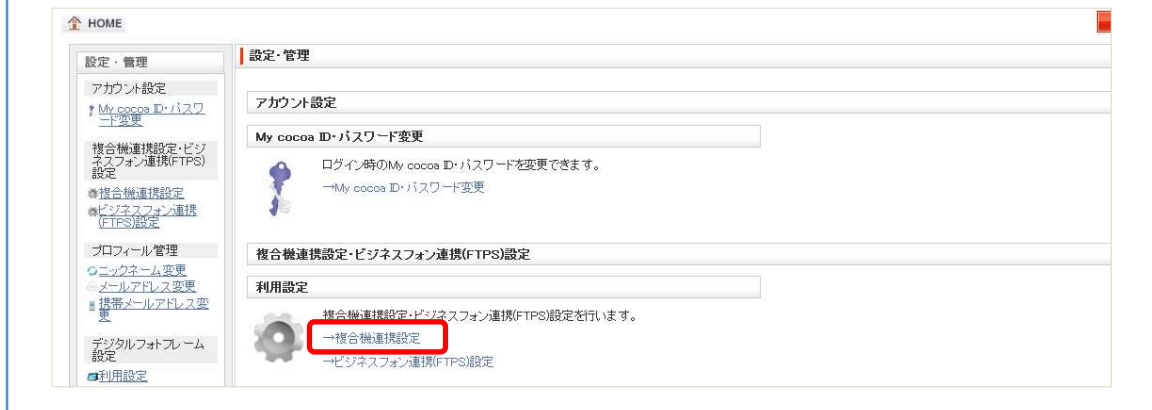 HOME
設定・管理
アカウント設定
My cocoa ID・パスワ
ード変更
複合機連携設定・ビジ
ネスフォン連携(FTPS)
設定
複合機連携設定
ビジネスフォン連携
(FTPS)設定
プロフィール管理
ニックネーム変更
メールアドレス変更
携帯メールアドレス変
更
デジタルフォトフレーム
設定
利用設定
設定・管理
アカウント設定
My cocoa ID・パスワード変更
ログイン時のMy cocoa ID・パスワードを変更できます。
→My cocoa ID・パスワード変更
複合機連携設定・ビジネスフォン連携(FTPS)設定
利用設定
複合機連携設定・ビジネスフォン連携(FTPS)設定を行います。
→複合機連携設定
→ビジネスフォン連携(FTPS)設定